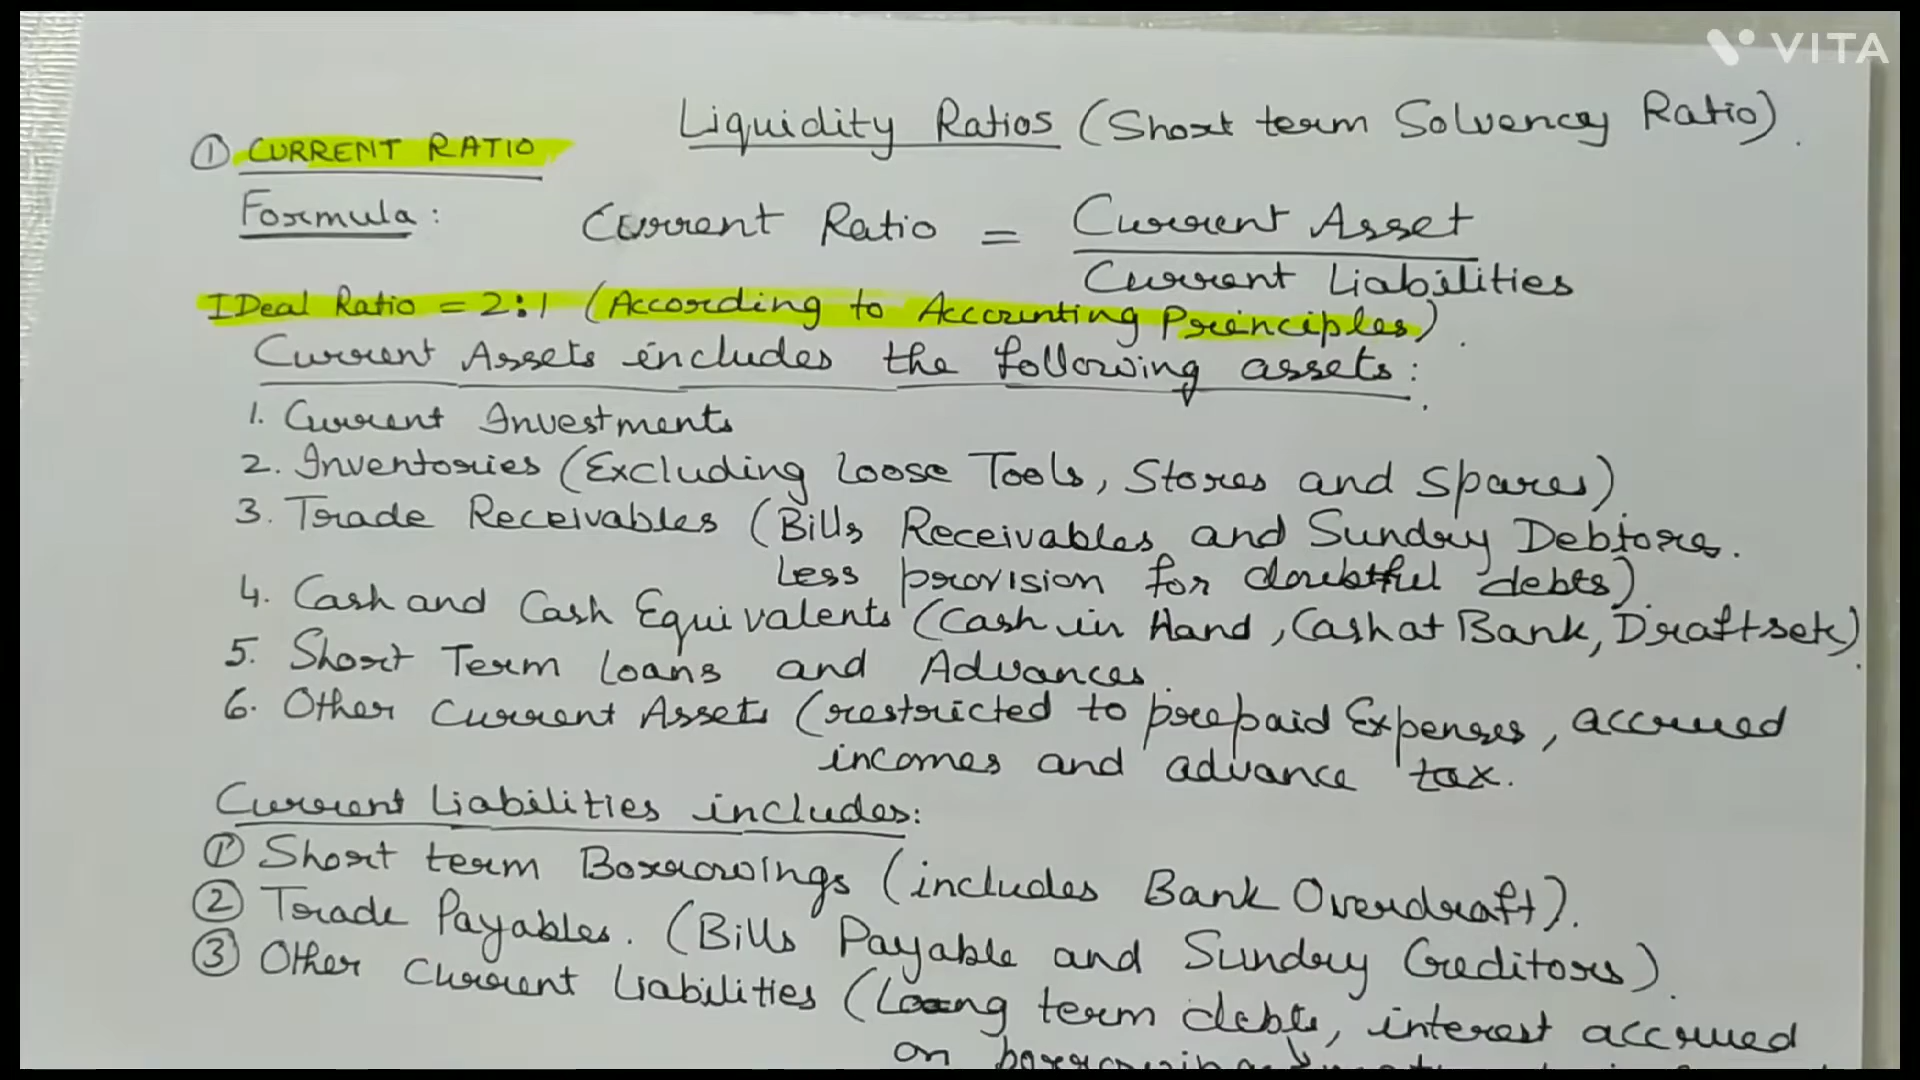 VITA
Liquidity Ratios (Short term Solvency Ratio).
① CURRENT RATIO
Formula: Current Ratio = Current Asset
Current Liabilities
IDeal Ratio = 2:1 (According to Accounting Principles).
Current Assets includes the following assets:
1. Current Investments
2. Inventories (Excluding Loose Tools, Stores and Spares)
3. Trade Receivables (Bills Receivables and Sundry Debtors.
Less provision for doubtful debts).
4. Cash and Cash Equivalents (Cash in Hand, Cash at Bank, Drafts etc).
5. Short Term Loans and Advances.
6. Other Current Assets (restricted to prepaid Expenses, accrued
incomes and advance tax.
Current Liabilities includes:
① Short term Borrowings (includes Bank Overdraft).
② Trade Payables. (Bills Payable and Sundry Creditors).
③ Other Current Liabilities (Long term debts, interest accrued
on